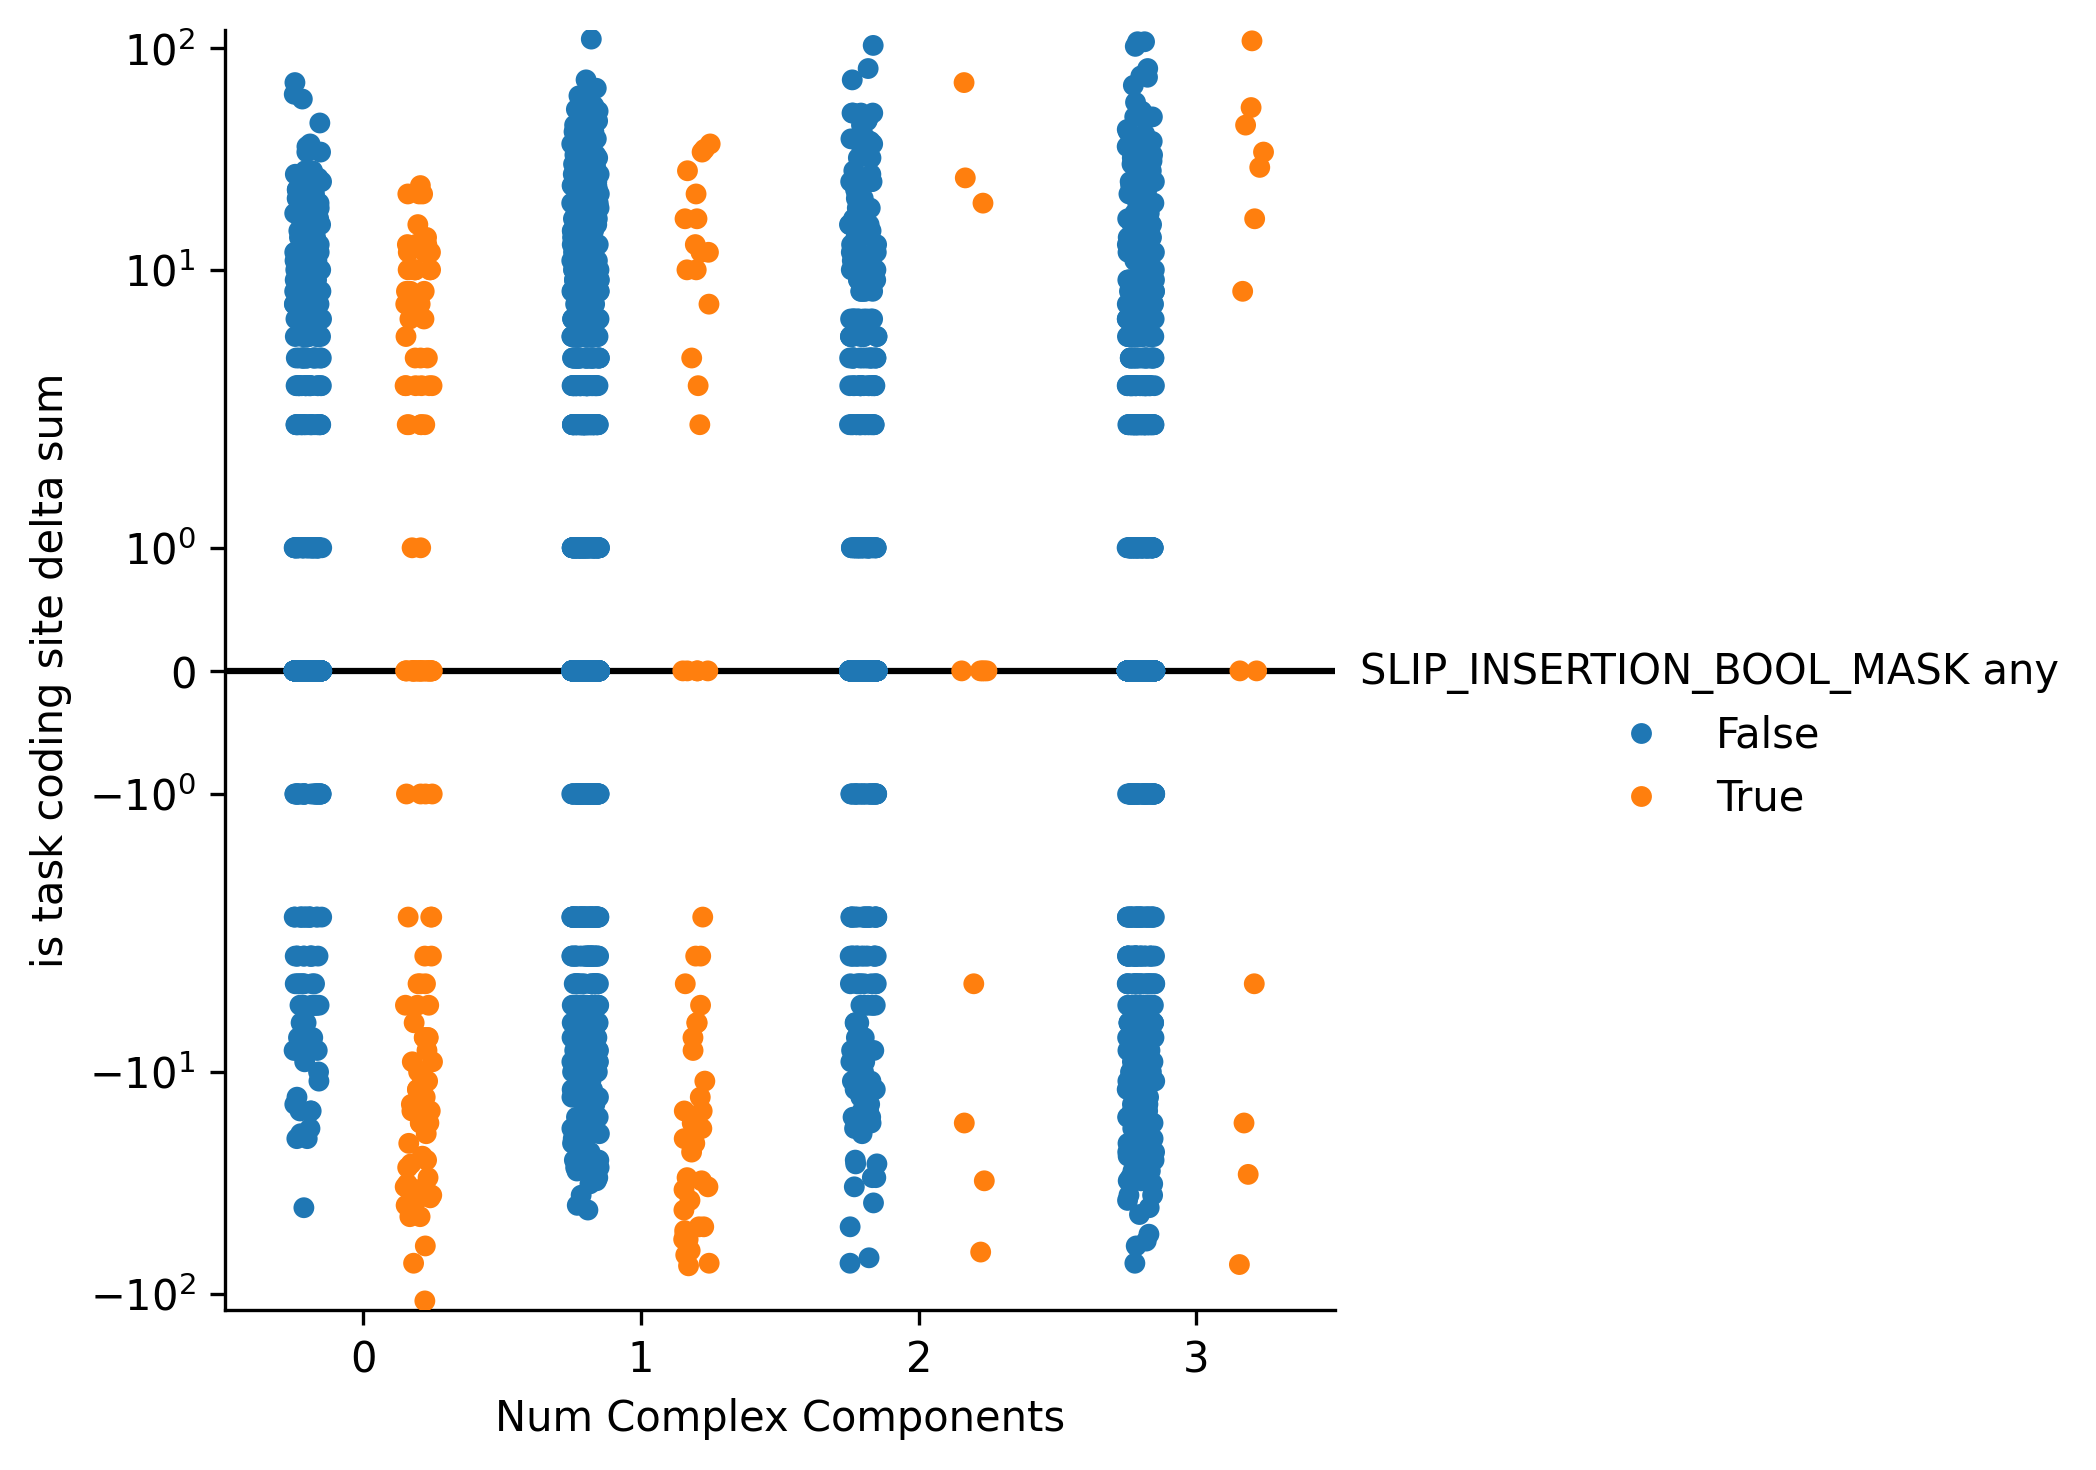 is task coding site delta sum
10²
10¹
10⁰
0
−10⁰
−10¹
−10²
0 1 2 3
Num Complex Components
SLIP_INSERTION_BOOL_MASK any
False
True